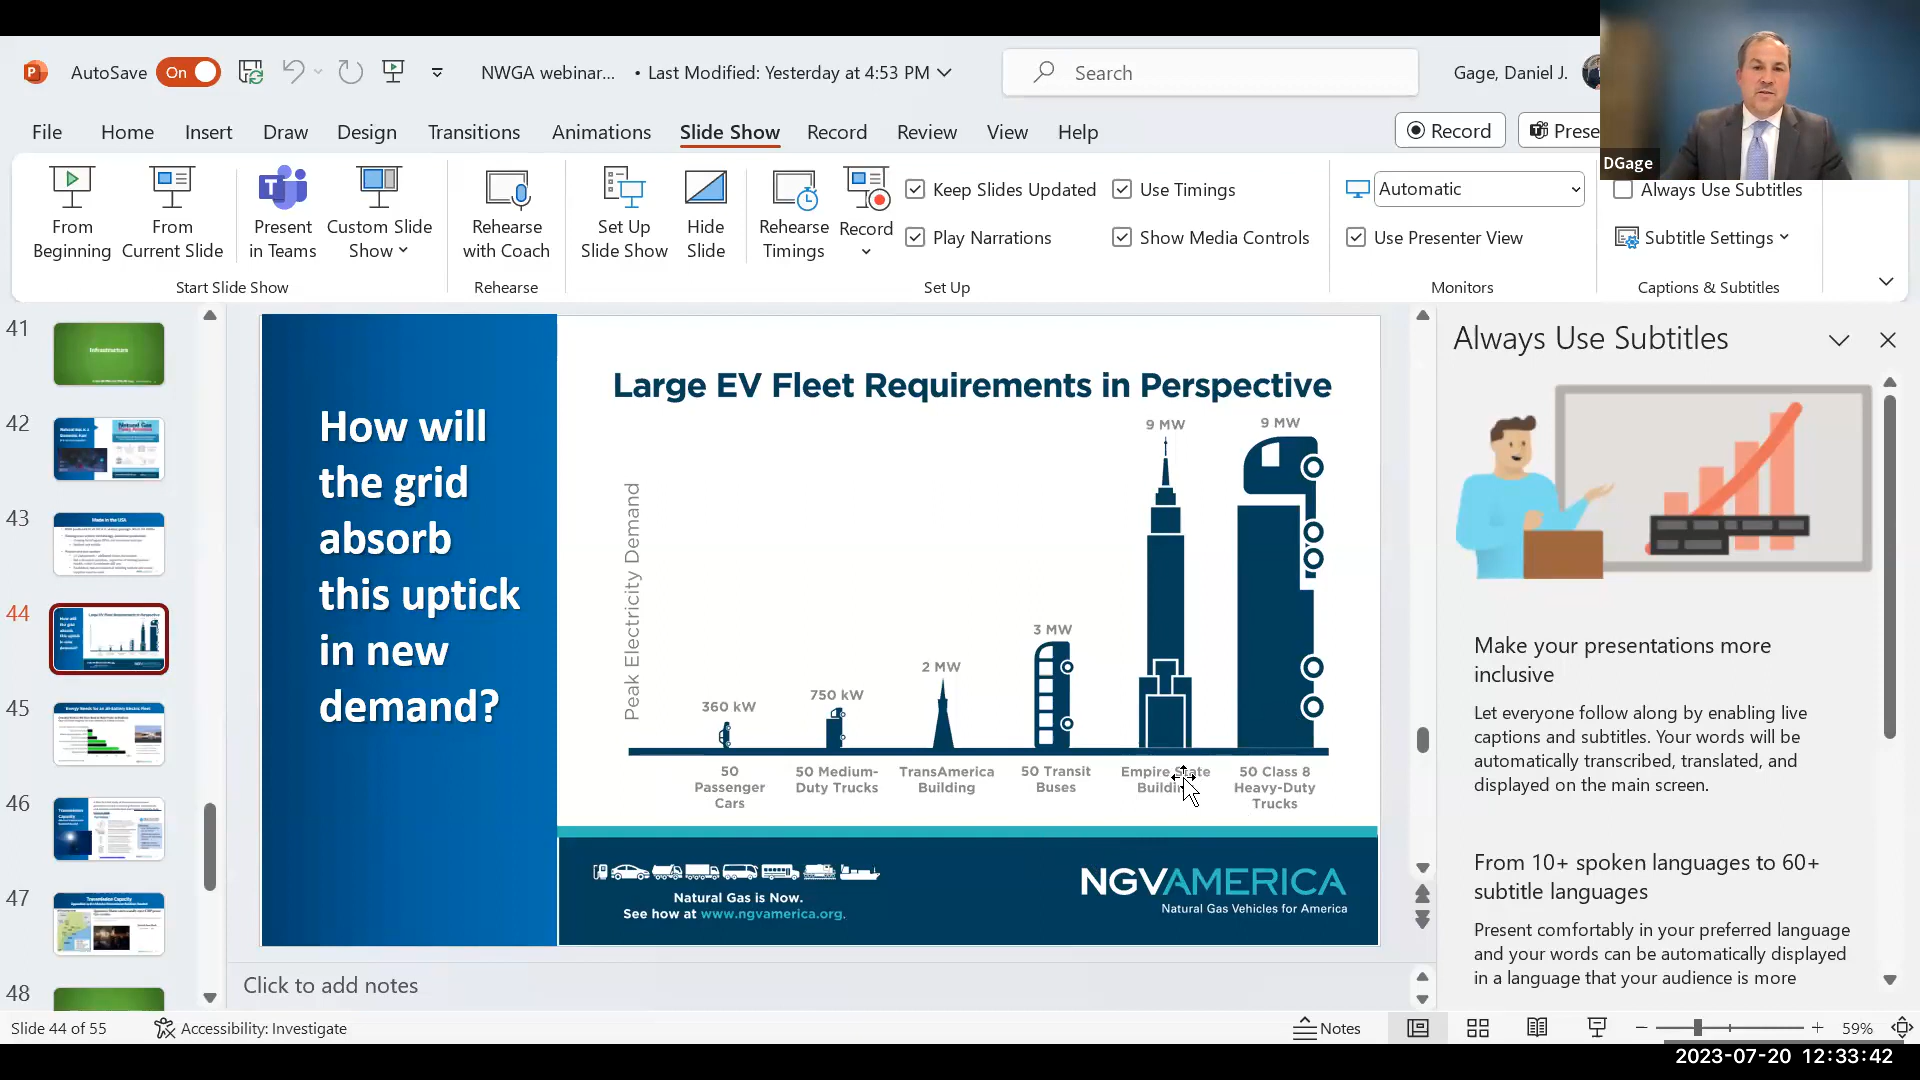 AutoSave On NWGA webinar... • Last Modified: Yesterday at 4:53 PM Search Gage, Daniel J.
File Home Insert Draw Design Transitions Animations Slide Show Record Review View Help Record Prese
DGage
From Beginning
From Current Slide
Present in Teams
Custom Slide Show
Rehearse with Coach
Set Up Slide Show
Hide Slide
Rehearse Timings
Record
Keep Slides Updated
Play Narrations
Use Timings
Show Media Controls
Automatic
Use Presenter View
Always Use Subtitles
Subtitle Settings
Start Slide Show Rehearse Set Up Monitors Captions & Subtitles
41
Infrastructure
42
43
Made in the USA
44
45
46
47
48
How will
the grid
absorb
this uptick
in new
demand?
Large EV Fleet Requirements in Perspective
Peak Electricity Demand
360 kW
750 kW
2 MW
3 MW
9 MW
9 MW
50
Passenger
Cars
50 Medium-
Duty Trucks
TransAmerica
Building
50 Transit
Buses
Empire State
Building
50 Class 8
Heavy-Duty
Trucks
Natural Gas is Now.
See how at www.ngvamerica.org.
NGVAMERICA
Natural Gas Vehicles for America
Always Use Subtitles
Make your presentations more
inclusive
Let everyone follow along by enabling live
captions and subtitles. Your words will be
automatically transcribed, translated, and
displayed on the main screen.
From 10+ spoken languages to 60+
subtitle languages
Present comfortably in your preferred language
and your words can be automatically displayed
in a language that your audience is more
Click to add notes
Slide 44 of 55 Accessibility: Investigate Notes 59%
2023-07-20 12:33:42